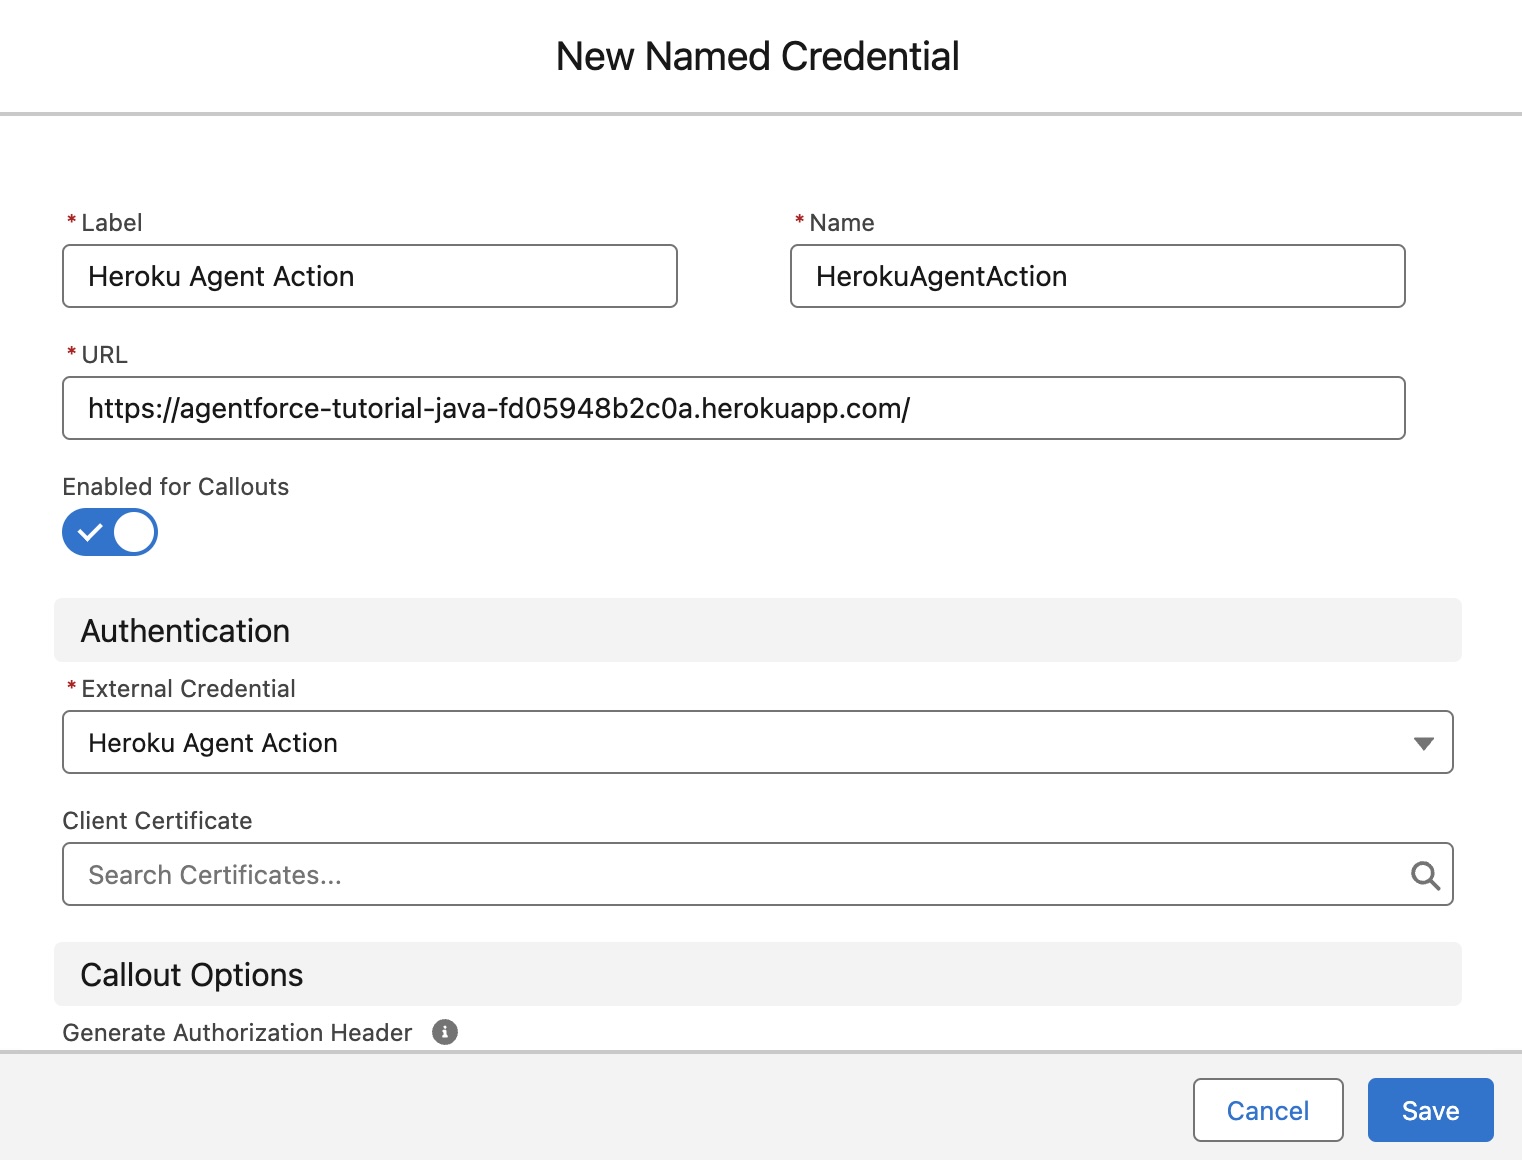 New Named Credential
* Label
Heroku Agent Action
* Name
HerokuAgentAction
* URL
https://agentforce-tutorial-java-fd05948b2c0a.herokuapp.com/
Enabled for Callouts
Authentication
* External Credential
Heroku Agent Action
Client Certificate
Search Certificates...
Callout Options
Generate Authorization Header
Cancel
Save